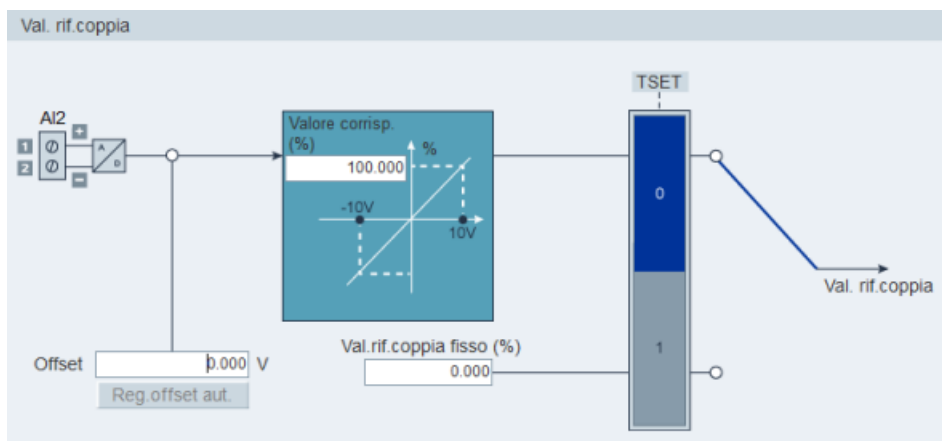 Val. rif.coppia
TSET
AI2
1
2
+
−
A
D
Valore corrisp.
(%)
100.000
%
-10V
10V
0
1
Val. rif.coppia
Val.rif.coppia fisso (%)
0.000
Offset
0.000
V
Reg.offset aut.